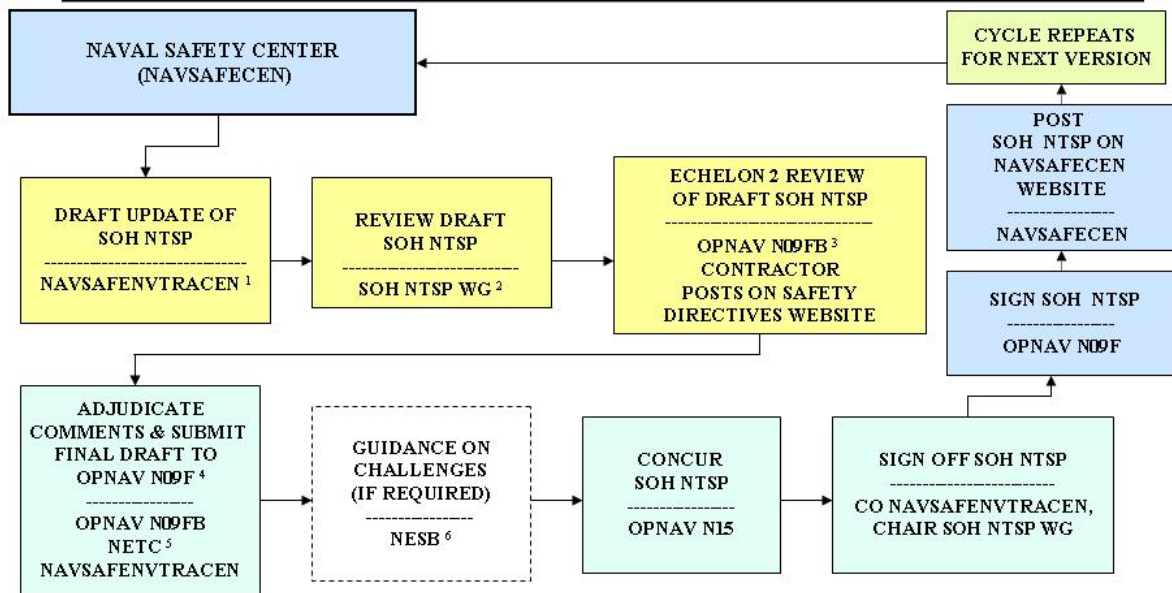 NAVAL SAFETY CENTER
(NAVSAFECEN)
CYCLE REPEATS
FOR NEXT VERSION
POST
SOH NTSP ON
NAVSAFECEN
WEBSITE
-----------------
NAVSAFECEN
DRAFT UPDATE OF
SOH NTSP
-------------------------------
NAVSAFENVTRACEN 1
REVIEW DRAFT
SOH NTSP
---------------------------
SOH NTSP WG 2
ECHELON 2 REVIEW
OF DRAFT SOH NTSP
--------------------------------
OPNAV N09FB 3
CONTRACTOR
POSTS ON SAFETY
DIRECTIVES WEBSITE
SIGN SOH NTSP
-----------------
OPNAV N09F
ADJUDICATE
COMMENTS & SUBMIT
FINAL DRAFT TO
OPNAV N09F 4
-----------------
OPNAV N09FB
NETC 5
NAVSAFENVTRACEN
GUIDANCE ON
CHALLENGES
(IF REQUIRED)
-----------------
NESB 6
CONCUR
SOH NTSP
-----------------
OPNAV N15
SIGN OFF SOH NTSP
-------------------------
CO NAVSAFENVTRACEN,
CHAIR SOH NTSP WG